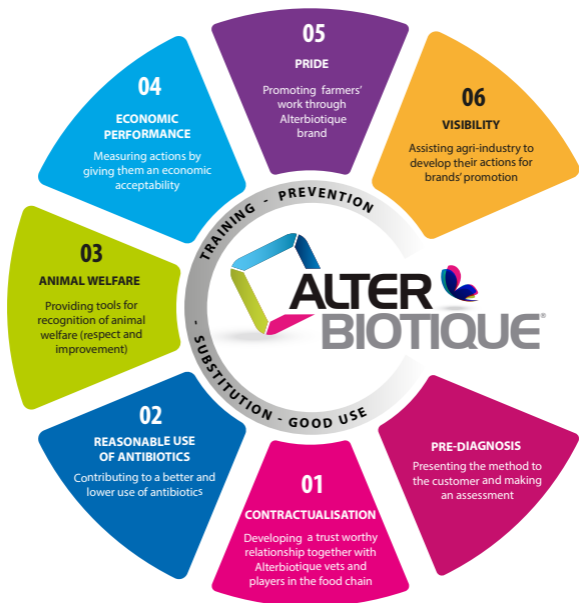 05
PRIDE
Promoting farmers'
work through
Alterbiotique
brand
04
ECONOMIC
PERFORMANCE
Measuring actions by
giving them an economic
acceptability
06
VISIBILITY
Assisting agri-industry to
develop their actions for
brands' promotion
TRAINING - PREVENTION
- SUBSTITUTION - GOOD USE
ALTER
BIOTIQUE®
03
ANIMAL WELFARE
Providing tools for
recognition of animal
welfare (respect and
improvement)
02
REASONABLE USE
OF ANTIBIOTICS
Contributing to a better and
lower use of antibiotics
01
CONTRACTUALISATION
Developing a trust worthy
relationship together with
Alterbiotique vets and
players in the food chain
PRE-DIAGNOSIS
Presenting the method to
the customer and making
an assessment